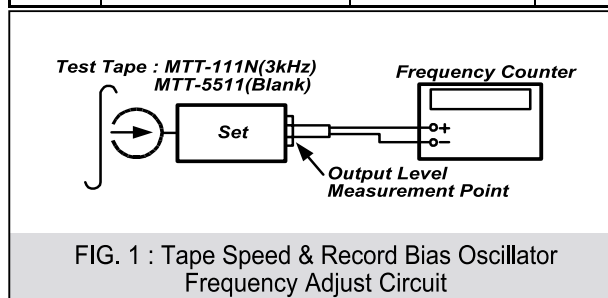 Test Tape : MTT-111N(3kHz)
MTT-5511(Blank)
Frequency Counter
Set
+
−
Output Level
Measurement Point
FIG. 1 : Tape Speed & Record Bias Oscillator
Frequency Adjust Circuit